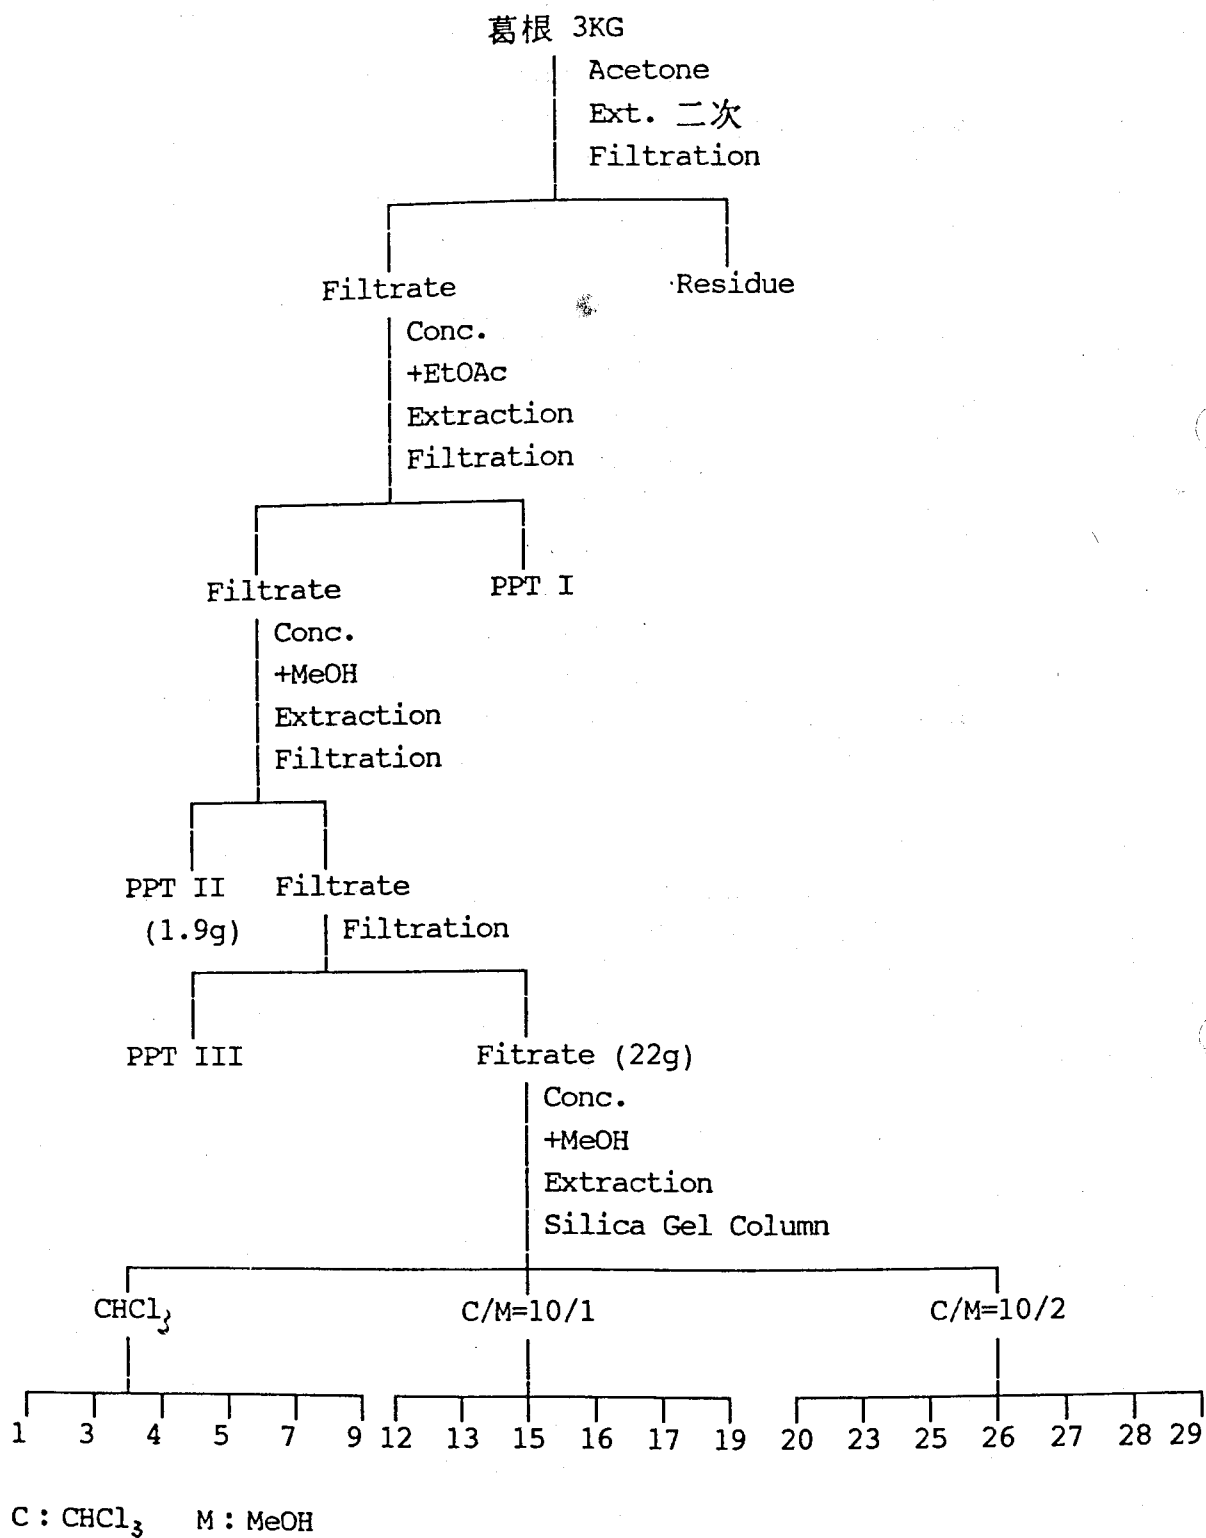 葛根 3KG
Acetone
Ext. 二次
Filtration
Filtrate
Residue
Conc.
+EtOAc
Extraction
Filtration
Filtrate
PPT I
Conc.
+MeOH
Extraction
Filtration
PPT II
Filtrate
(1.9g)
Filtration
PPT III
Fitrate (22g)
Conc.
+MeOH
Extraction
Silica Gel Column
CHCl₃
C/M=10/1
C/M=10/2
1 3 4 5 7 9 12 13 15 16 17 19 20 23 25 26 27 28 29
C：CHCl₃ M：MeOH